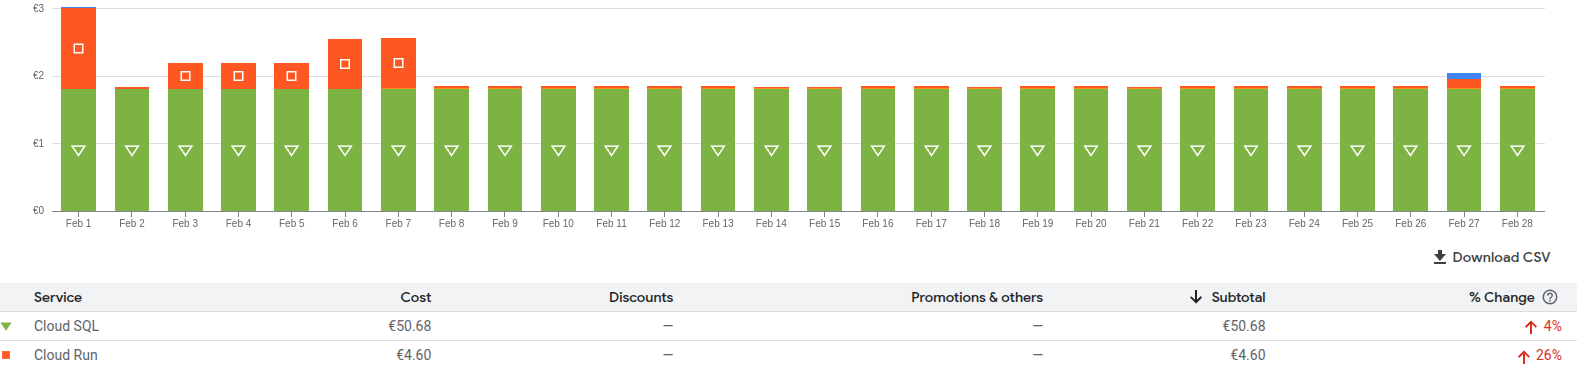 €3
€2
€1
€0
Feb 1 Feb 2 Feb 3 Feb 4 Feb 5 Feb 6 Feb 7 Feb 8 Feb 9 Feb 10 Feb 11 Feb 12 Feb 13 Feb 14 Feb 15 Feb 16 Feb 17 Feb 18 Feb 19 Feb 20 Feb 21 Feb 22 Feb 23 Feb 24 Feb 25 Feb 26 Feb 27 Feb 28
Download CSV
Service Cost Discounts Promotions & others Subtotal % Change
Cloud SQL €50.68 — — €50.68 4%
Cloud Run €4.60 — — €4.60 26%